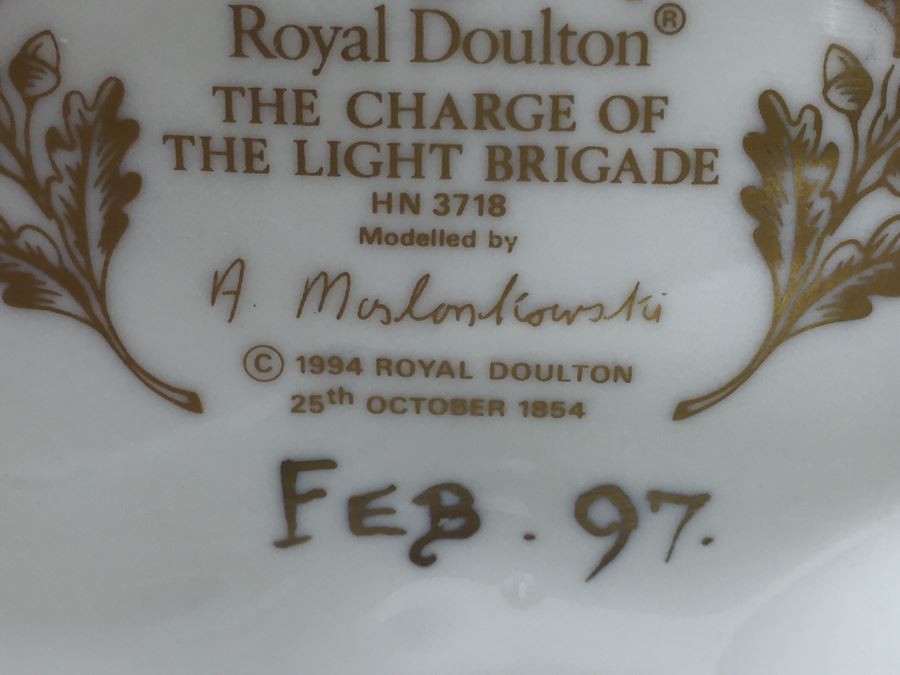 Royal Doulton®
THE CHARGE OF
THE LIGHT BRIGADE
HN 3718
Modelled by
A. Maslankowski
© 1994 ROYAL DOULTON
25th OCTOBER 1854
FEB. 97.